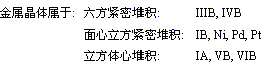 金属晶体属于: 六方紧密堆积: IIIB, IVB
面心立方紧密堆积: IB, Ni, Pd, Pt
立方体心堆积: IA, VB, VIB